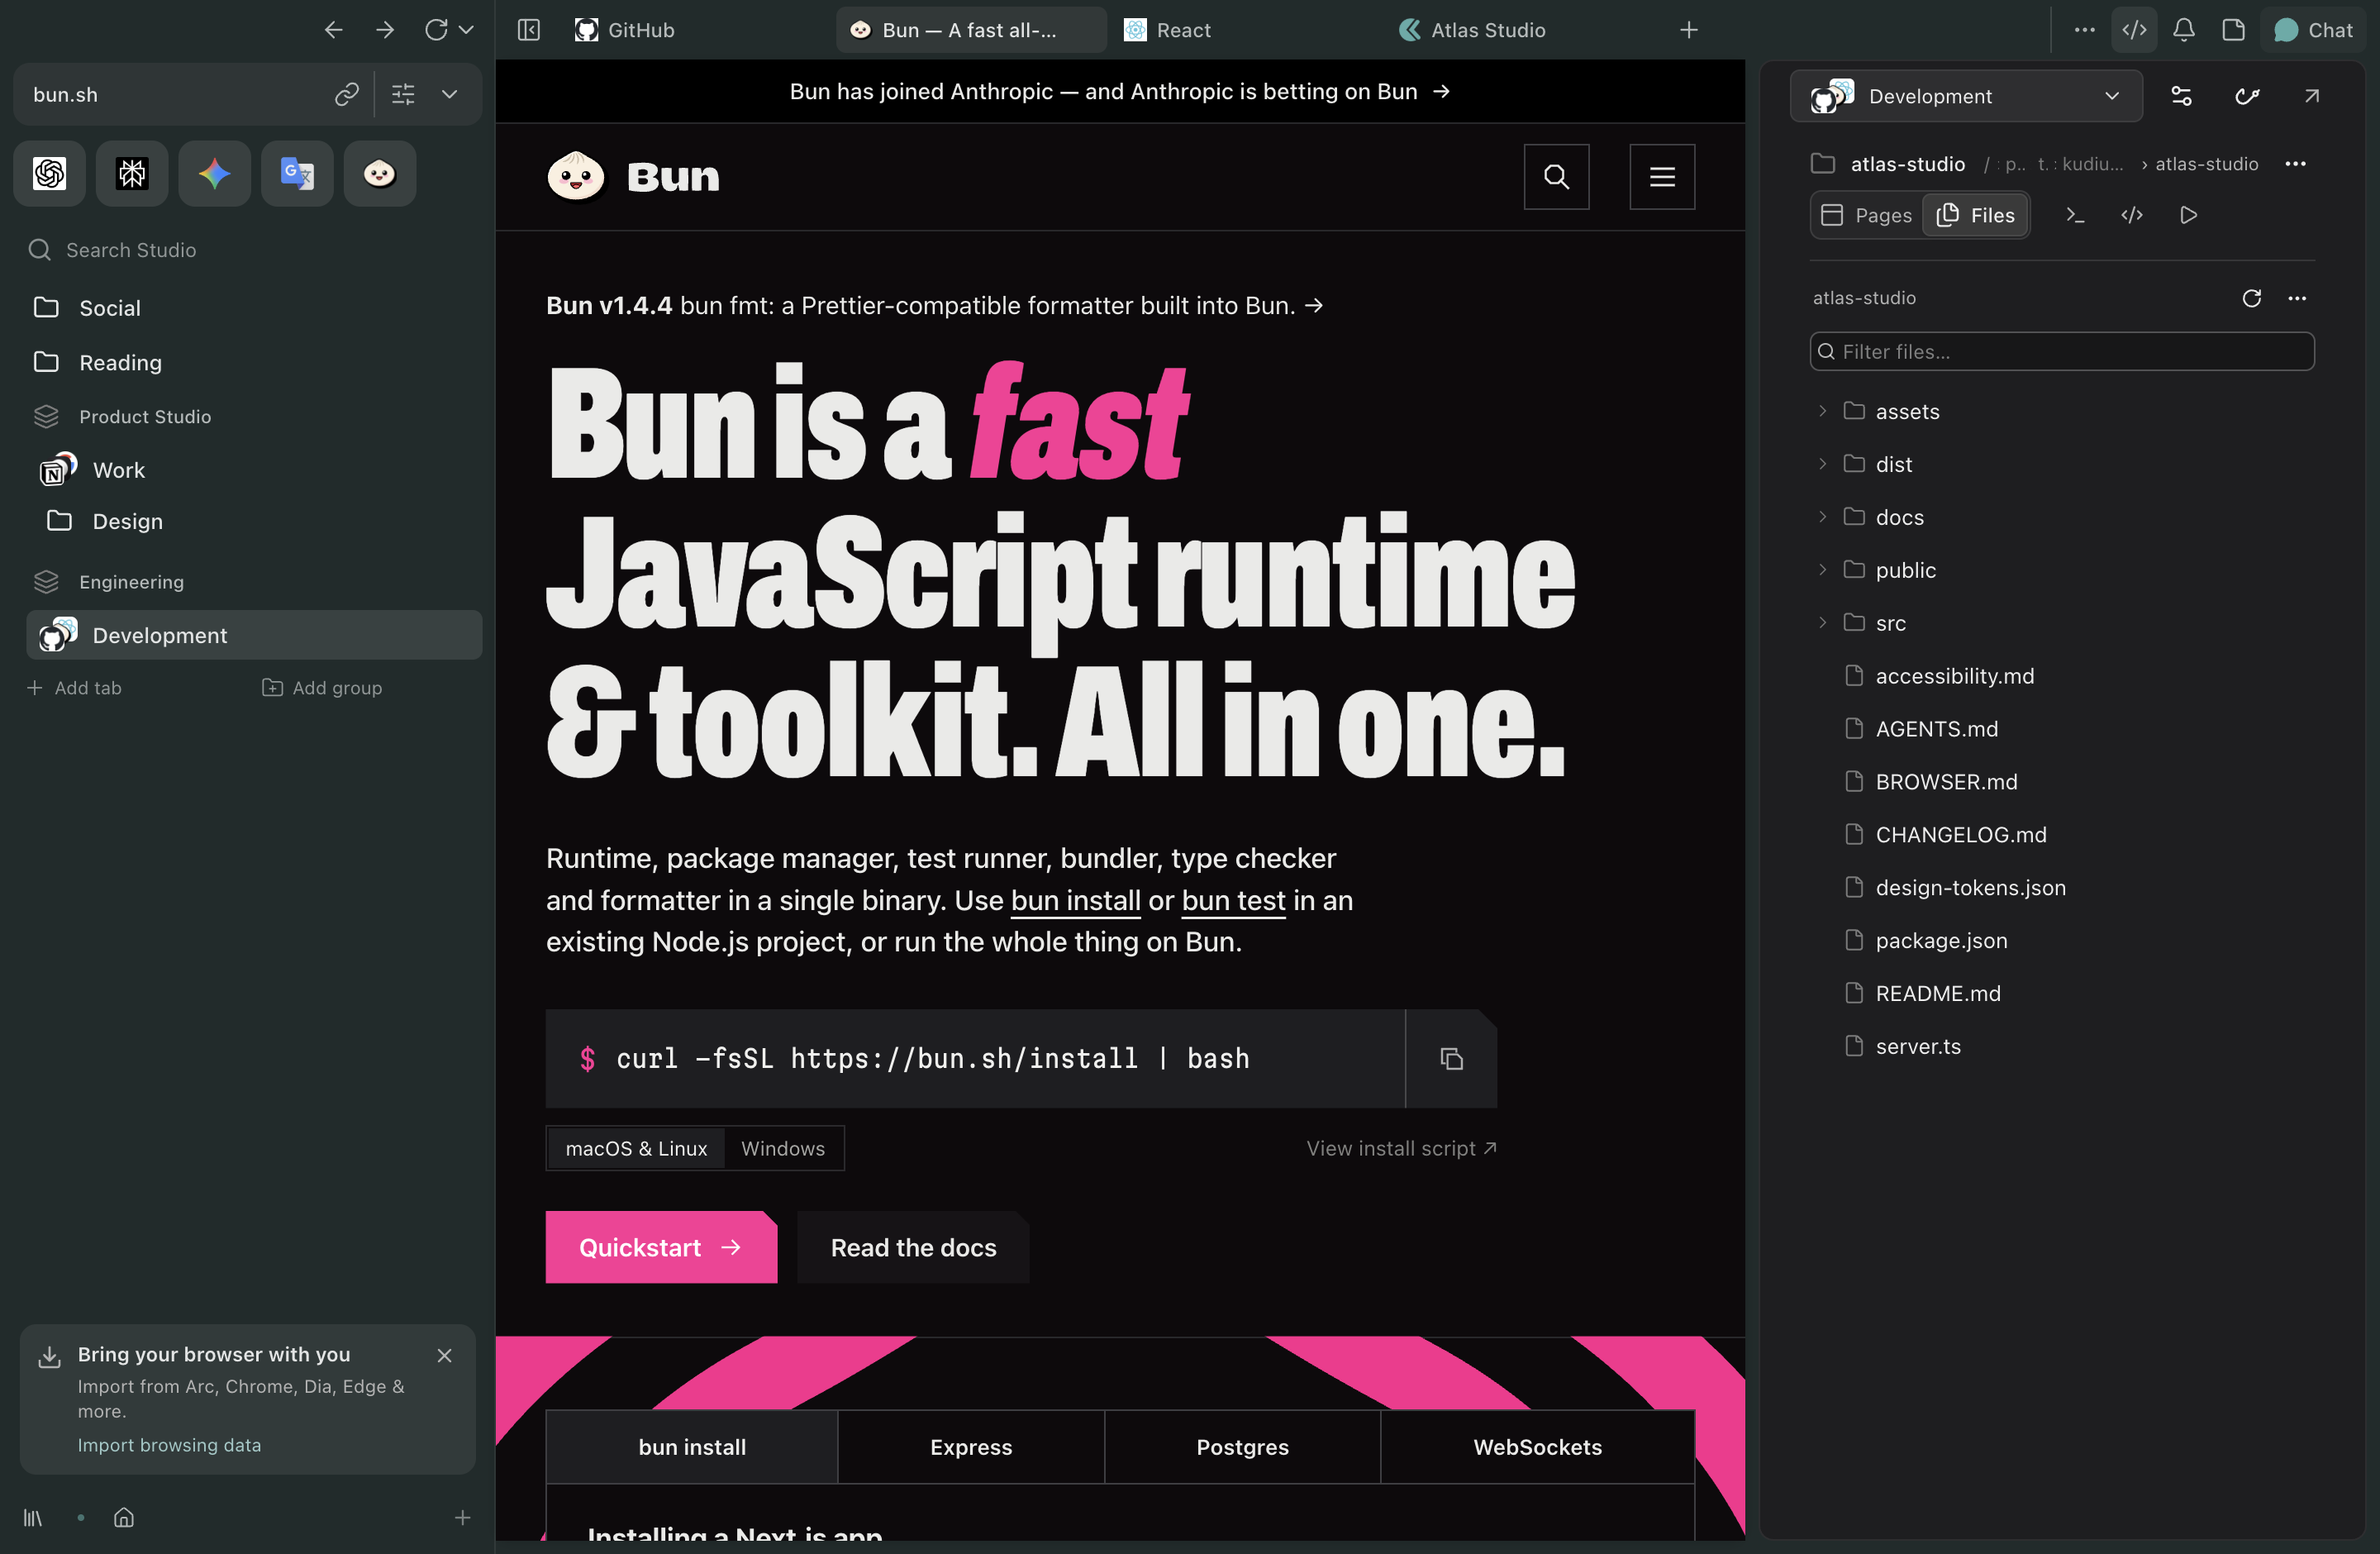 GitHub
Bun — A fast all-...
React
Atlas Studio
Chat
bun.sh
Search Studio
Social
Reading
Product Studio
Work
Design
Engineering
Development
Add tab
Add group
Bring your browser with you
Import from Arc, Chrome, Dia, Edge &
more.
Import browsing data
Bun has joined Anthropic — and Anthropic is betting on Bun →
Bun
Bun v1.4.4 bun fmt: a Prettier-compatible formatter built into Bun. →
Bun is a fast
JavaScript runtime
& toolkit. All in one.
Runtime, package manager, test runner, bundler, type checker
and formatter in a single binary. Use bun install or bun test in an
existing Node.js project, or run the whole thing on Bun.
$ curl -fsSL https://bun.sh/install | bash
macOS & Linux
Windows
View install script ↗
Quickstart →
Read the docs
bun install
Express
Postgres
WebSockets
Installing a Next.js app
Development
atlas-studio / : p.. t. : kudiu... › atlas-studio
Pages
Files
atlas-studio
Filter files...
assets
dist
docs
public
src
accessibility.md
AGENTS.md
BROWSER.md
CHANGELOG.md
design-tokens.json
package.json
README.md
server.ts